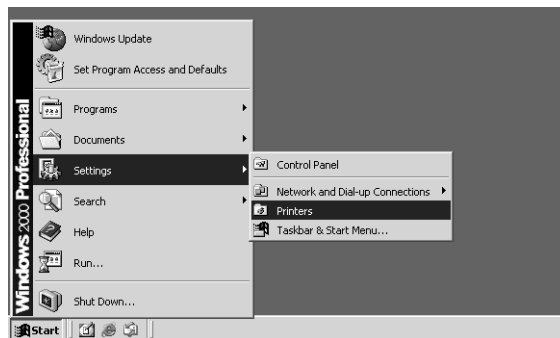 Windows 2000 Professional
Windows Update
Set Program Access and Defaults
Programs
Documents
Settings
Search
Help
Run...
Shut Down...
Control Panel
Network and Dial-up Connections
Printers
Taskbar & Start Menu...
Start